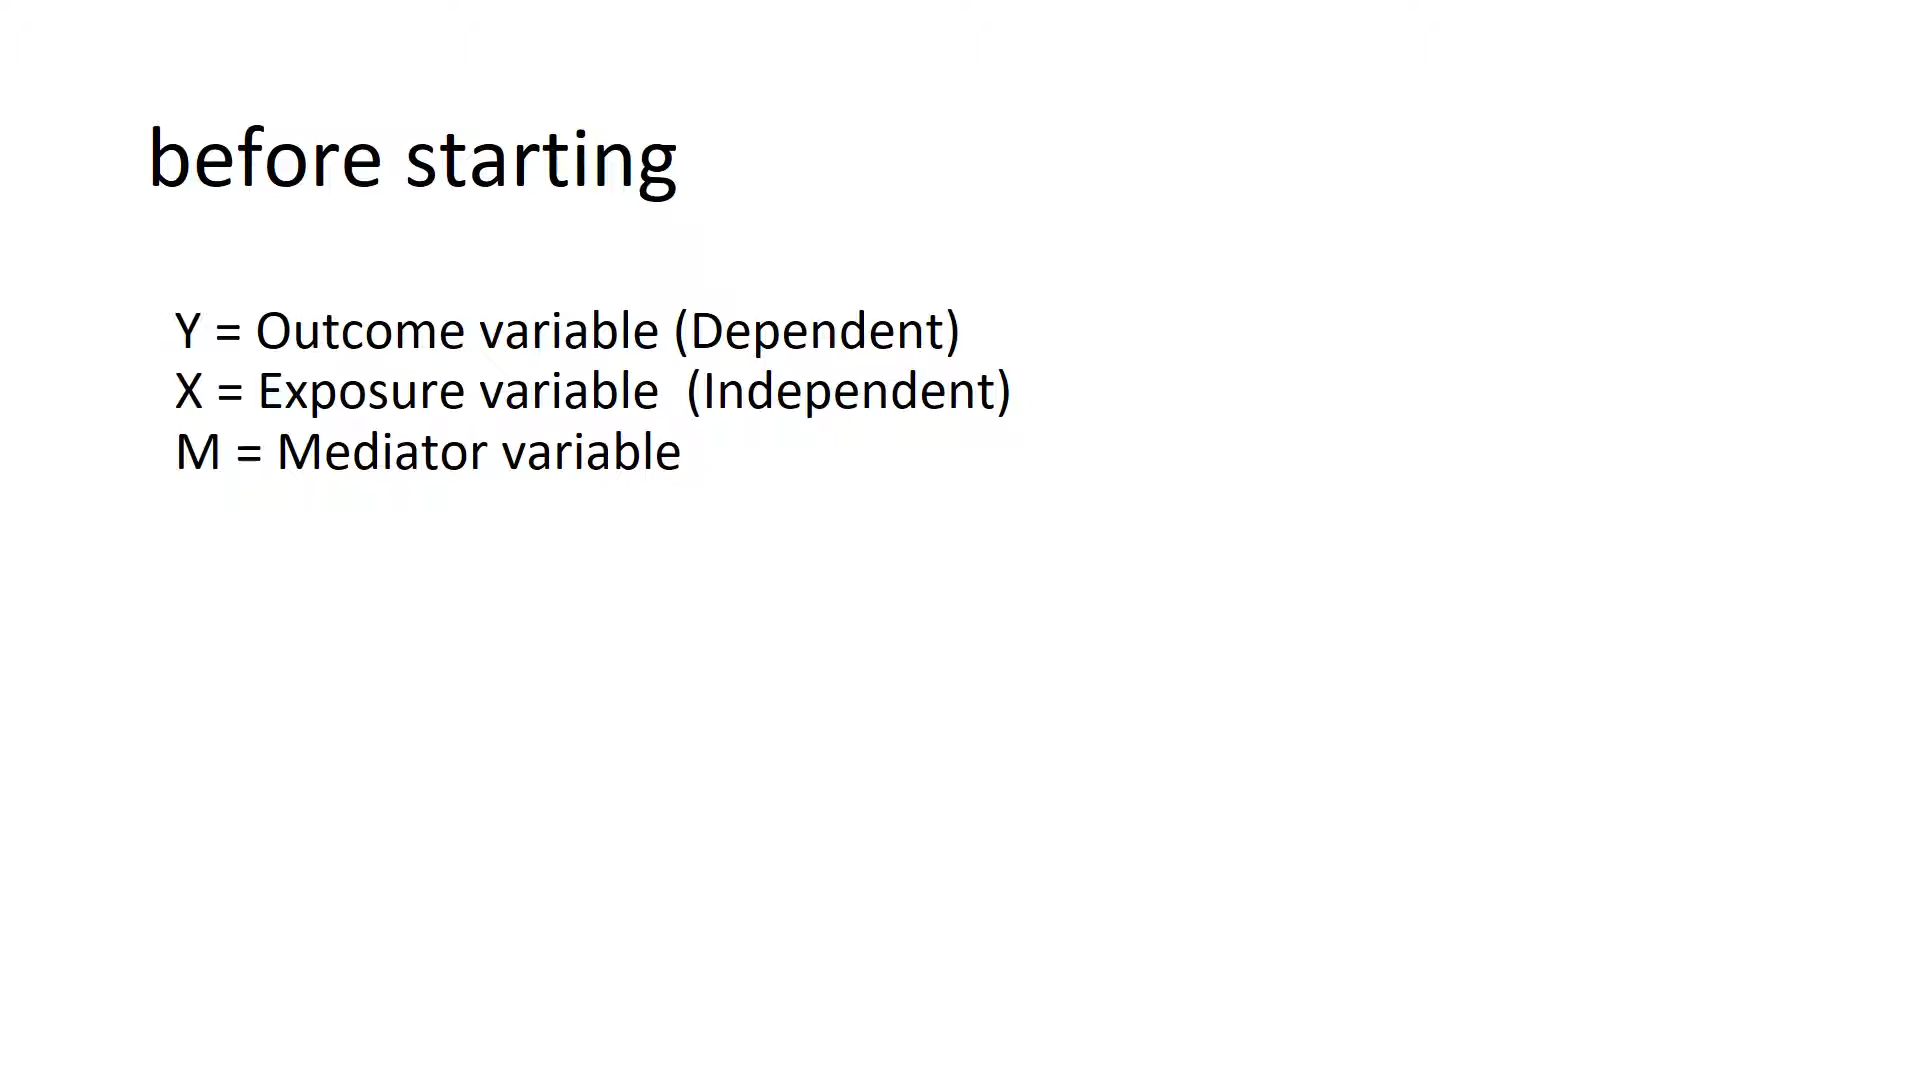 before starting
Y = Outcome variable (Dependent)
X = Exposure variable  (Independent)
M = Mediator variable